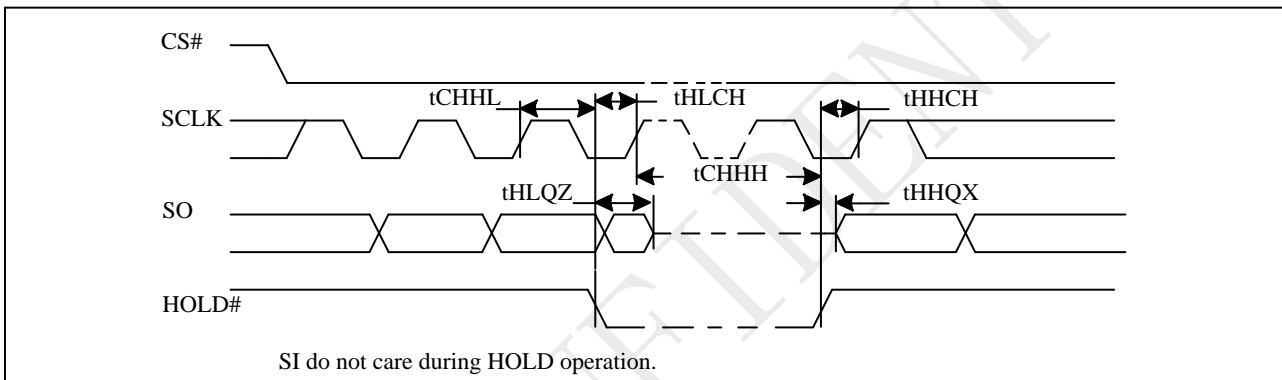 CS#
tCHHL
tHLCH
tHHCH
SCLK
tCHHH
tHLQZ
tHHQX
SO
HOLD#
SI do not care during HOLD operation.